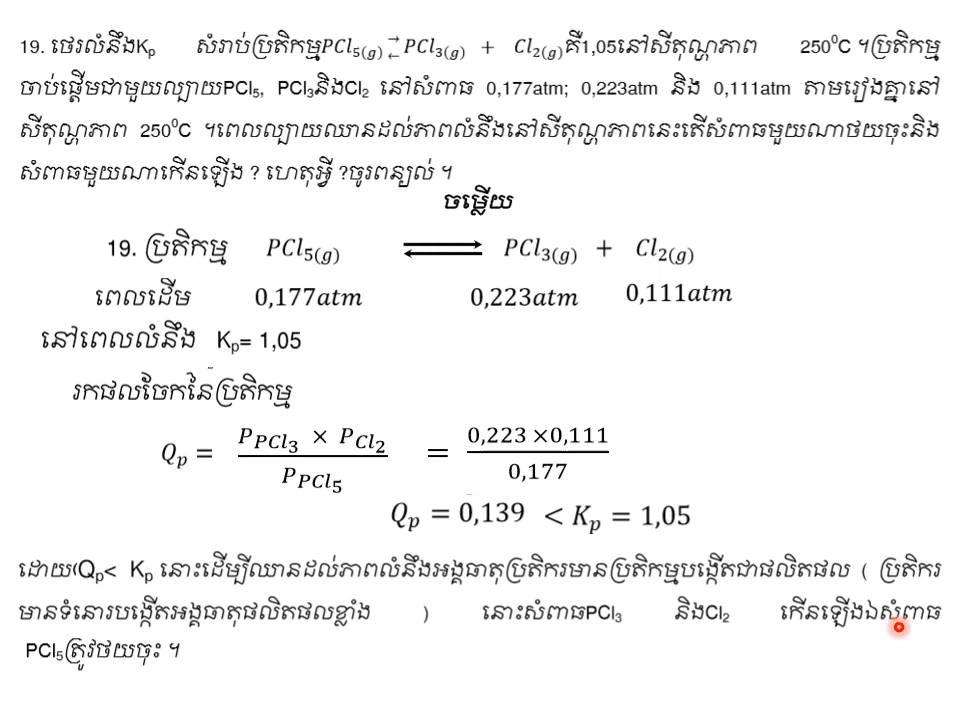 19. ថេរលំនឹងKp សំរាប់ប្រតិកម្មPCl5(g) ⇄ PCl3(g) + Cl2(g)គឺ1,05នៅសីតុណ្ហភាព 250⁰C ។ប្រតិកម្ម
ចាប់ផ្តើមជាមួយល្បាយPCl5, PCl3និងCl2 នៅសំពាធ 0,177atm; 0,223atm និង 0,111atm តាមរៀងគ្នានៅ
សីតុណ្ហភាព 250⁰C ។ពេលល្បាយឈានដល់ភាពលំនឹងនៅសីតុណ្ហភាពនេះតើសំពាធមួយណាថយចុះនិង
សំពាធមួយណាកើនឡើង ? ហេតុអ្វី ?ចូរពន្យល់ ។
ចម្លើយ
19. ប្រតិកម្ម PCl5(g) ⇌ PCl3(g) + Cl2(g)
ពេលដើម 0,177atm 0,223atm 0,111atm
នៅពេលលំនឹង Kp= 1,05
រកផលចែកនៃប្រតិកម្ម
Qp = (P PCl3 × P Cl2) / P PCl5 = (0,223 ×0,111) / 0,177
Qp = 0,139 < Kp = 1,05
ដោយ(Qp< Kp នោះដើម្បីឈានដល់ភាពលំនឹងអង្គធាតុប្រតិករមានប្រតិកម្មបង្កើតជាផលិតផល ( ប្រតិករ
មានទំនោរបង្កើតអង្គធាតុផលិតផលខ្លាំង ) នោះសំពាធPCl3 និងCl2 កើនឡើងឯសំពាធ
PCl5ត្រូវថយចុះ ។